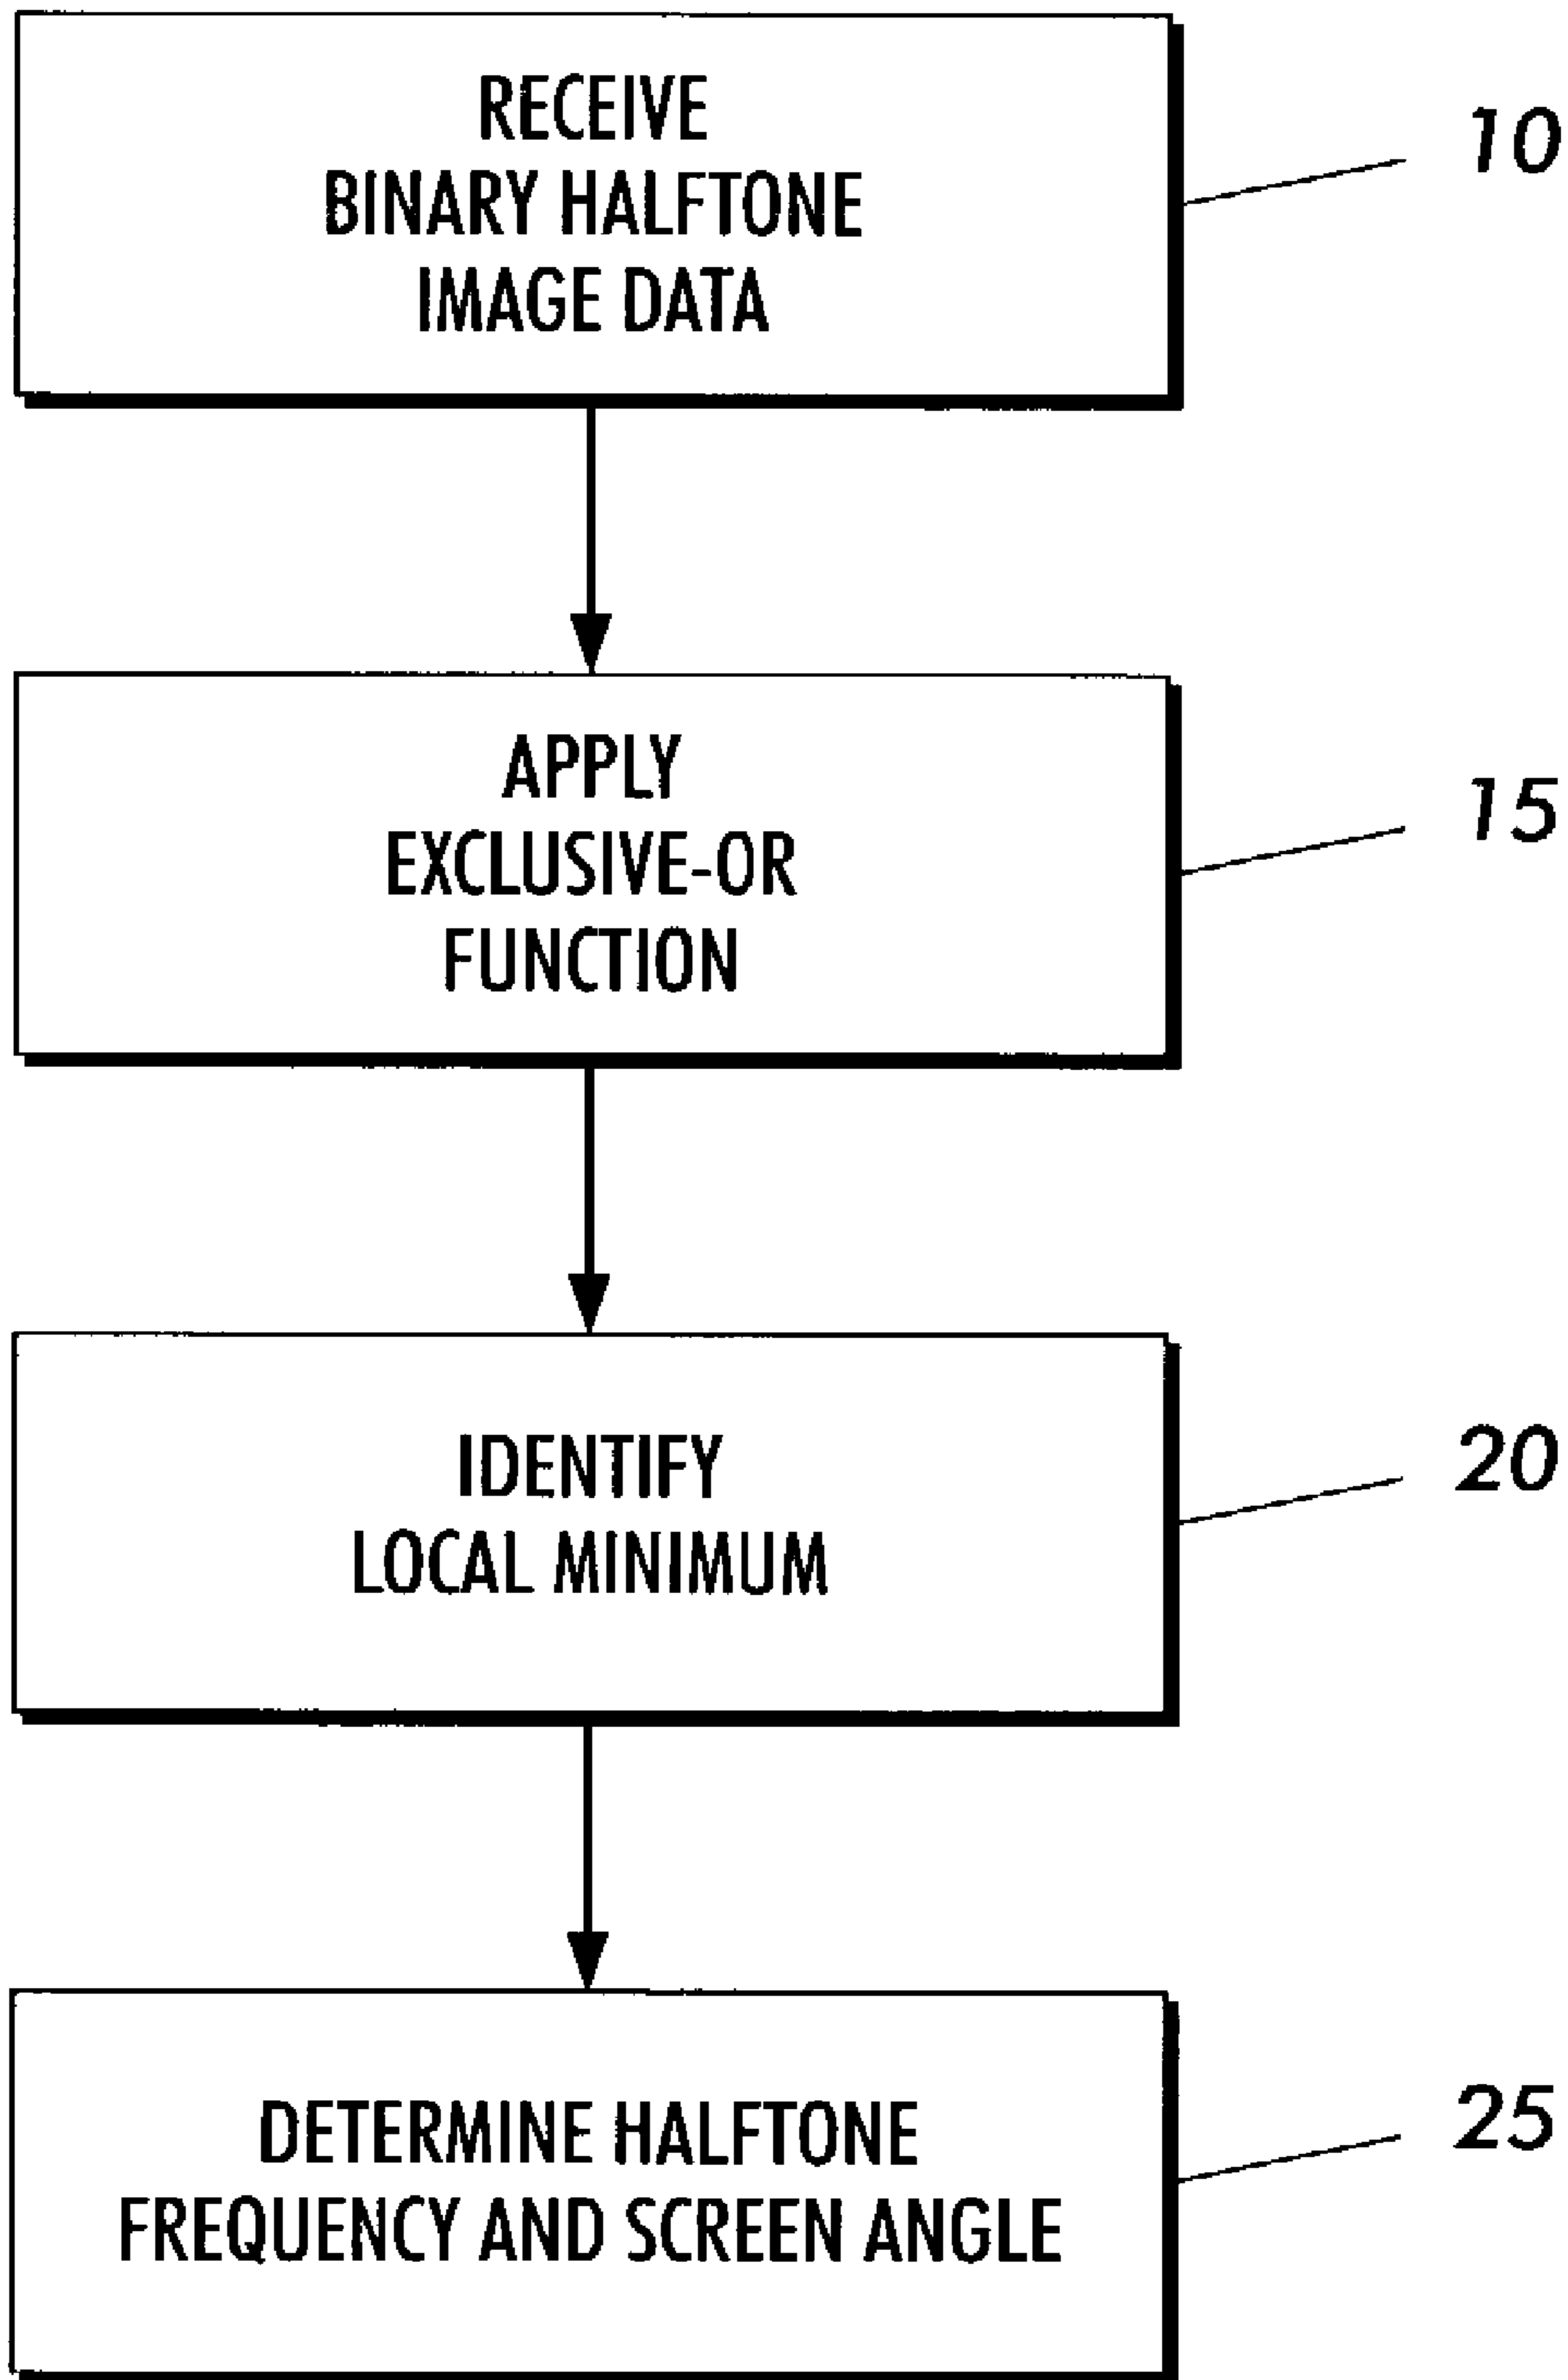 RECEIVE
BINARY HALFTONE
IMAGE DATA
10
APPLY
EXCLUSIVE-OR
FUNCTION
15
IDENTIFY
LOCAL MINIMUM
20
DETERMINE HALFTONE
FREQUENCY AND SCREEN ANGLE
25